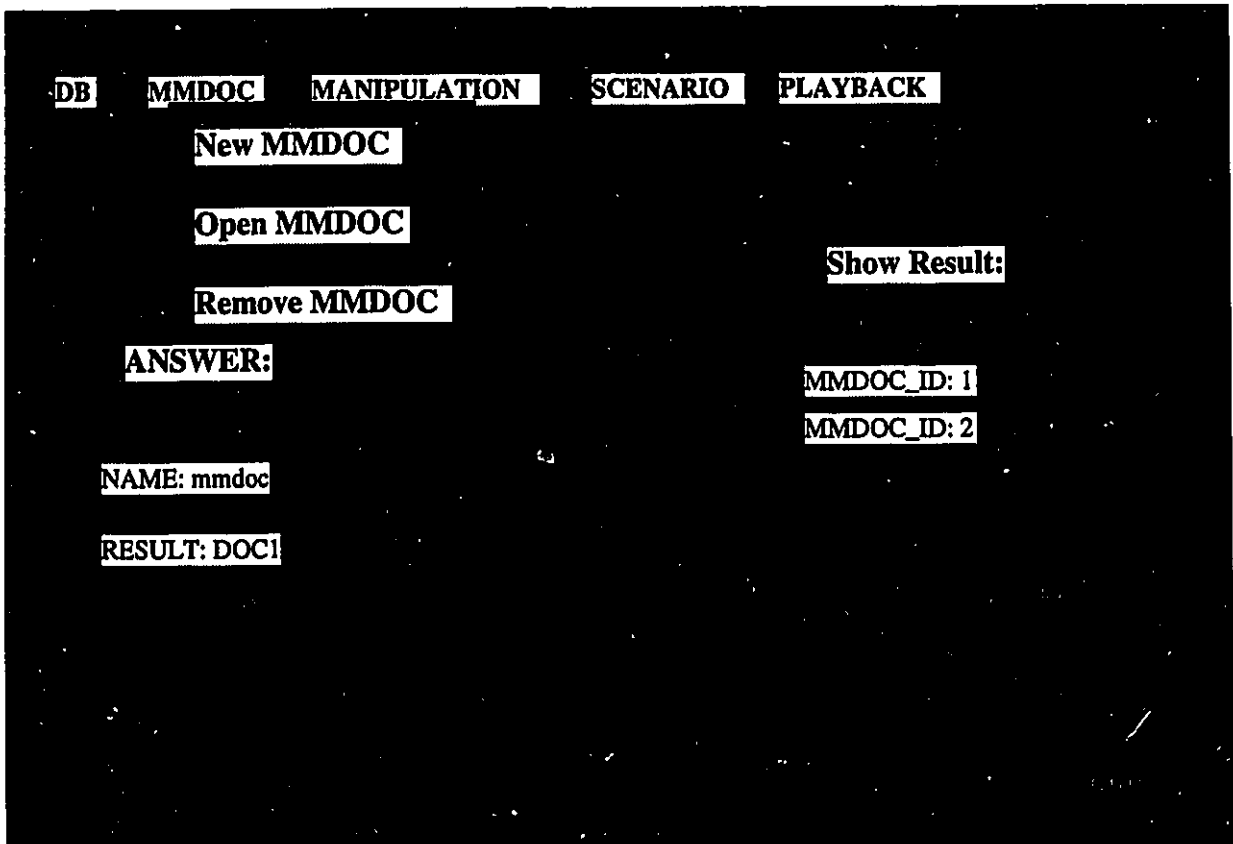 DB MMDOC MANIPULATION SCENARIO PLAYBACK
New MMDOC
Open MMDOC
Remove MMDOC
ANSWER:
NAME: mmdoc
RESULT: DOC1
Show Result:
MMDOC_ID: 1
MMDOC_ID: 2